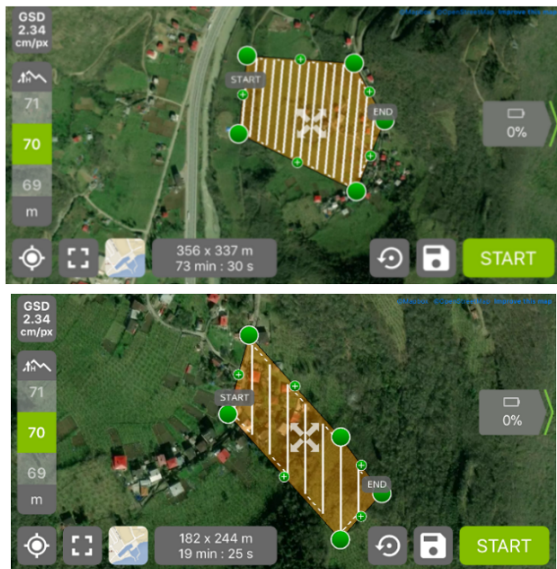 GSD
2.34
cm/px
71
70
69
m
START
END
0%
356 x 337 m
73 min : 30 s
START
GSD
2.34
cm/px
71
70
69
m
START
END
0%
182 x 244 m
19 min : 25 s
START